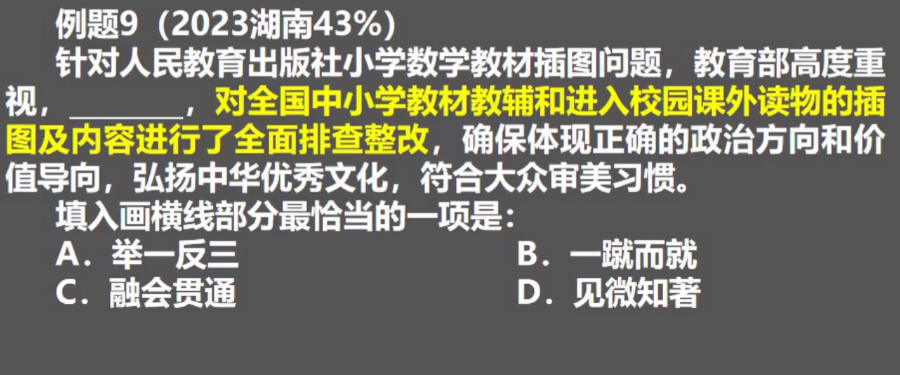 例题9（2023湖南43%）
针对人民教育出版社小学数学教材插图问题，教育部高度重
视，________，对全国中小学教材教辅和进入校园课外读物的插
图及内容进行了全面排查整改，确保体现正确的政治方向和价
值导向，弘扬中华优秀文化，符合大众审美习惯。
填入画横线部分最恰当的一项是：
A．举一反三 B．一蹴而就
C．融会贯通 D．见微知著